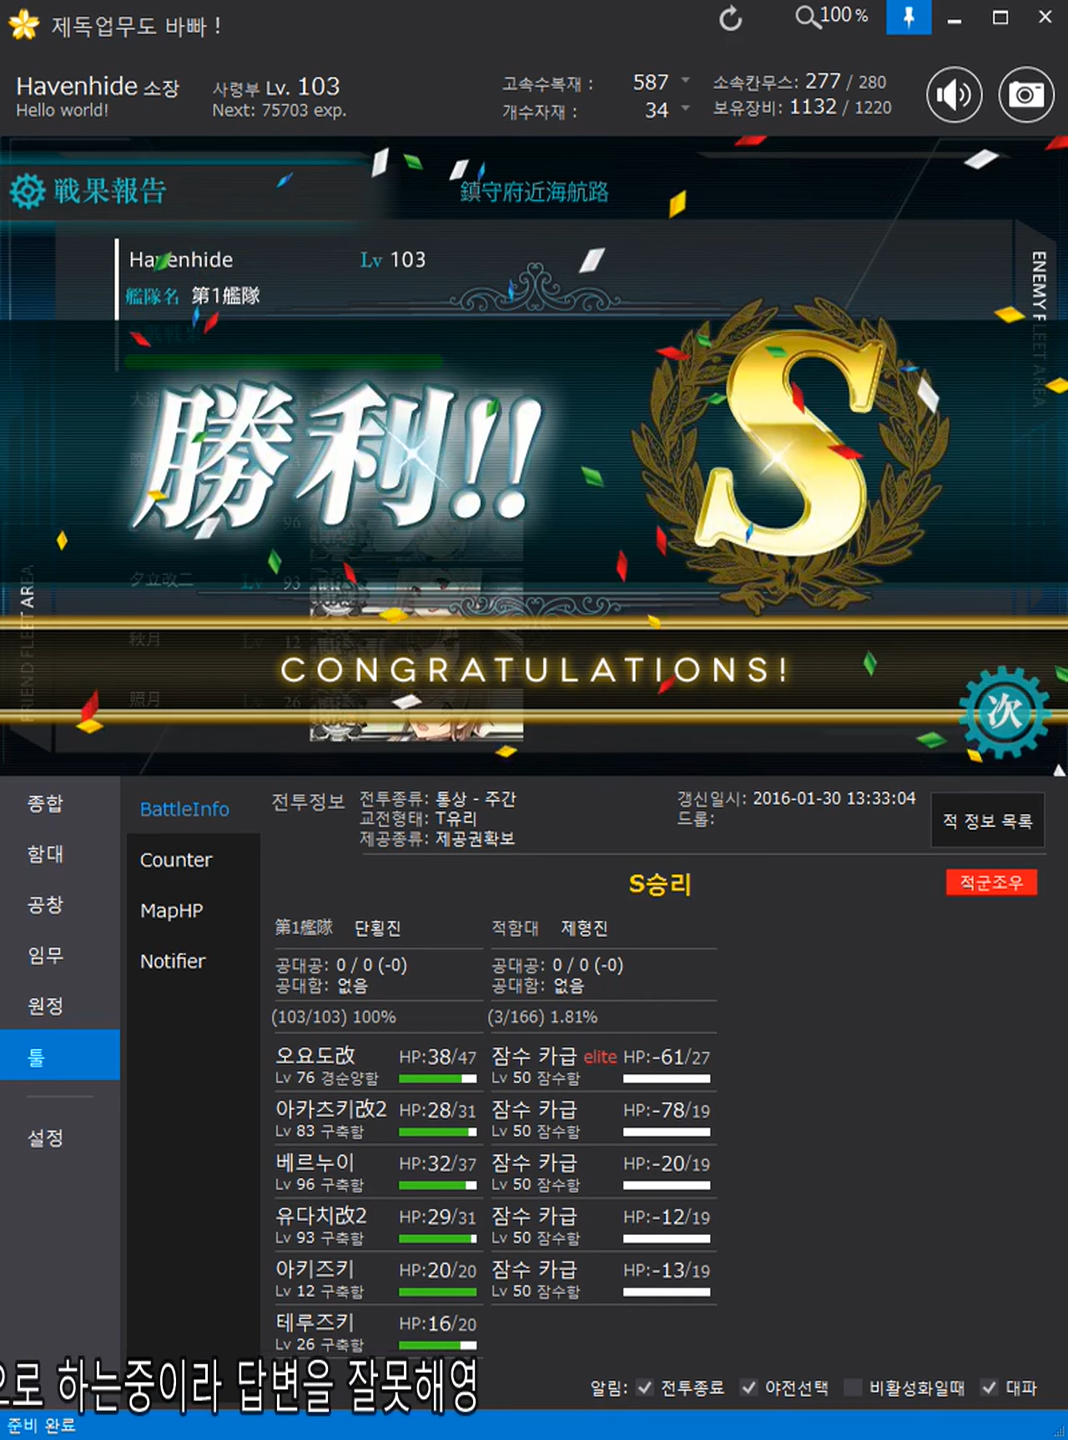 제독업무도 바빠 !
100 %
Havenhide 소장
사령부 Lv. 103
고속수복재 : 587
소속칸무스: 277 / 280
Hello world!
Next: 75703 exp.
개수자재 : 34
보유장비: 1132 / 1220
戦果報告
鎮守府近海航路
Havenhide
Lv 103
艦隊名 第1艦隊
ENEMY FLEET AREA
勝利!!
S
96
夕立改二 Lv 93
秋月 Lv 12
照月 Lv 26
FRIEND FLEET AREA
CONGRATULATIONS!
次
종합
함대
공창
임무
원정
툴
설정
BattleInfo
Counter
MapHP
Notifier
전투정보
전투종류: 통상 - 주간
교전형태: T유리
제공종류: 제공권확보
갱신일시: 2016-01-30 13:33:04
드롭:
적 정보 목록
S승리
적군조우
第1艦隊 단횡진
적함대 제형진
공대공: 0 / 0 (-0)
공대함: 없음
공대공: 0 / 0 (-0)
공대함: 없음
(103/103) 100%
(3/166) 1.81%
오요도改 HP:38/47
Lv 76 경순양함
잠수 카급 elite HP:-61/27
Lv 50 잠수함
아카츠키改2 HP:28/31
Lv 83 구축함
잠수 카급 HP:-78/19
Lv 50 잠수함
베르누이 HP:32/37
Lv 96 구축함
잠수 카급 HP:-20/19
Lv 50 잠수함
유다치改2 HP:29/31
Lv 93 구축함
잠수 카급 HP:-12/19
Lv 50 잠수함
아키즈키 HP:20/20
Lv 12 구축함
잠수 카급 HP:-13/19
Lv 50 잠수함
테루즈키 HP:16/20
Lv 26 구축함
으로 하는중이라 답변을 잘못해영
알림: 전투종료 야전선택 비활성화일때 대파
준비 완료